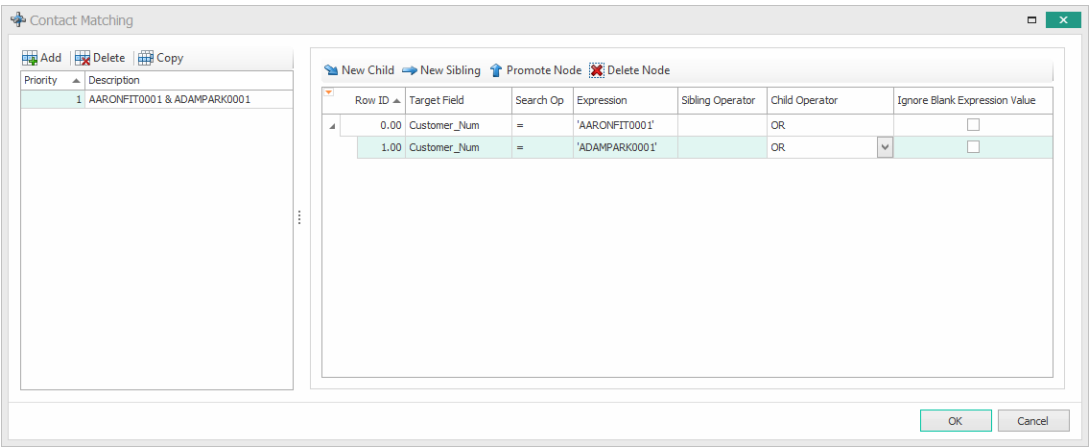 Contact Matching
Add Delete Copy
Priority Description
1 AARONFIT0001 & ADAMPARK0001
New Child New Sibling Promote Node Delete Node
Row ID Target Field Search Op Expression Sibling Operator Child Operator Ignore Blank Expression Value
0.00 Customer_Num = 'AARONFIT0001' OR
1.00 Customer_Num = 'ADAMPARK0001' OR
OK Cancel